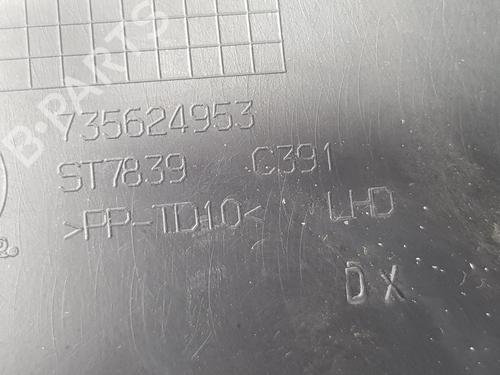 B-PARTS
735624953
ST7839 C391
>PP-TD10< LHD
DX